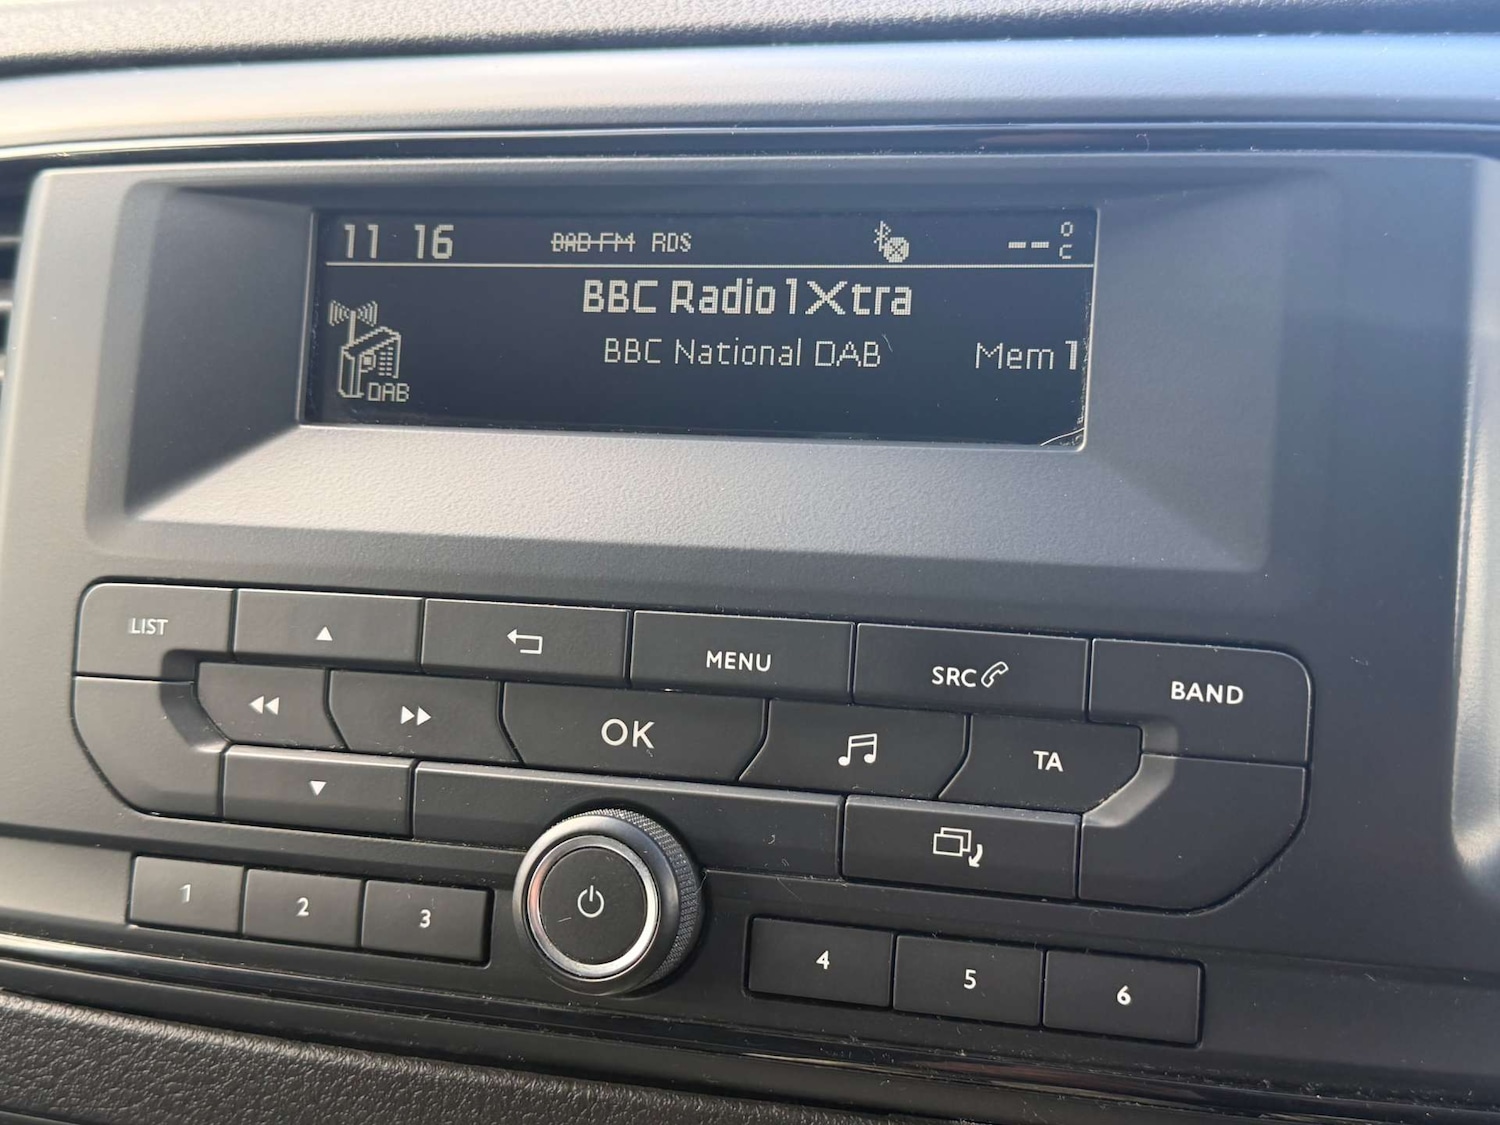 11 16 DAB-FM RDS -- °C
BBC Radio 1Xtra
BBC National DAB Mem 1
DAB
LIST
MENU
SRC
BAND
OK
TA
1 2 3
4 5 6